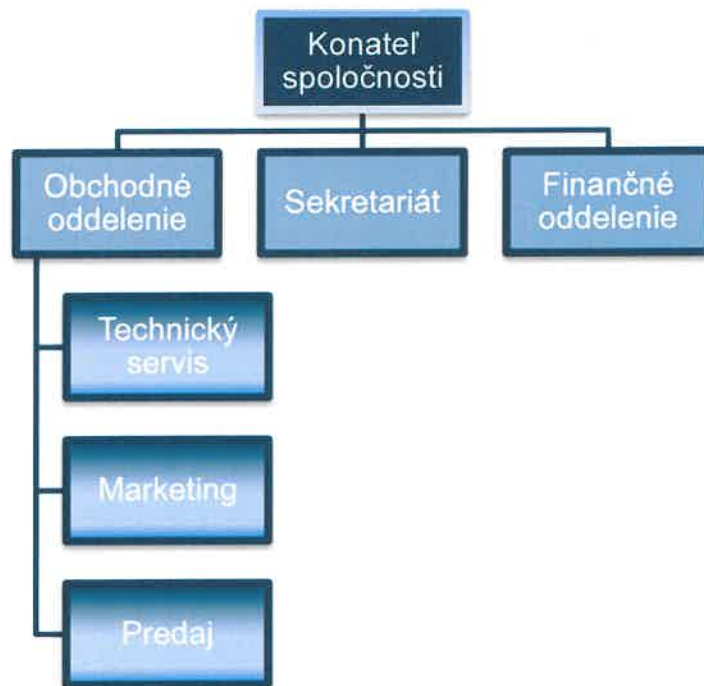 Konateľ
spoločnosti
Obchodné
oddelenie
Sekretariát
Finančné
oddelenie
Technický
servis
Marketing
Predaj